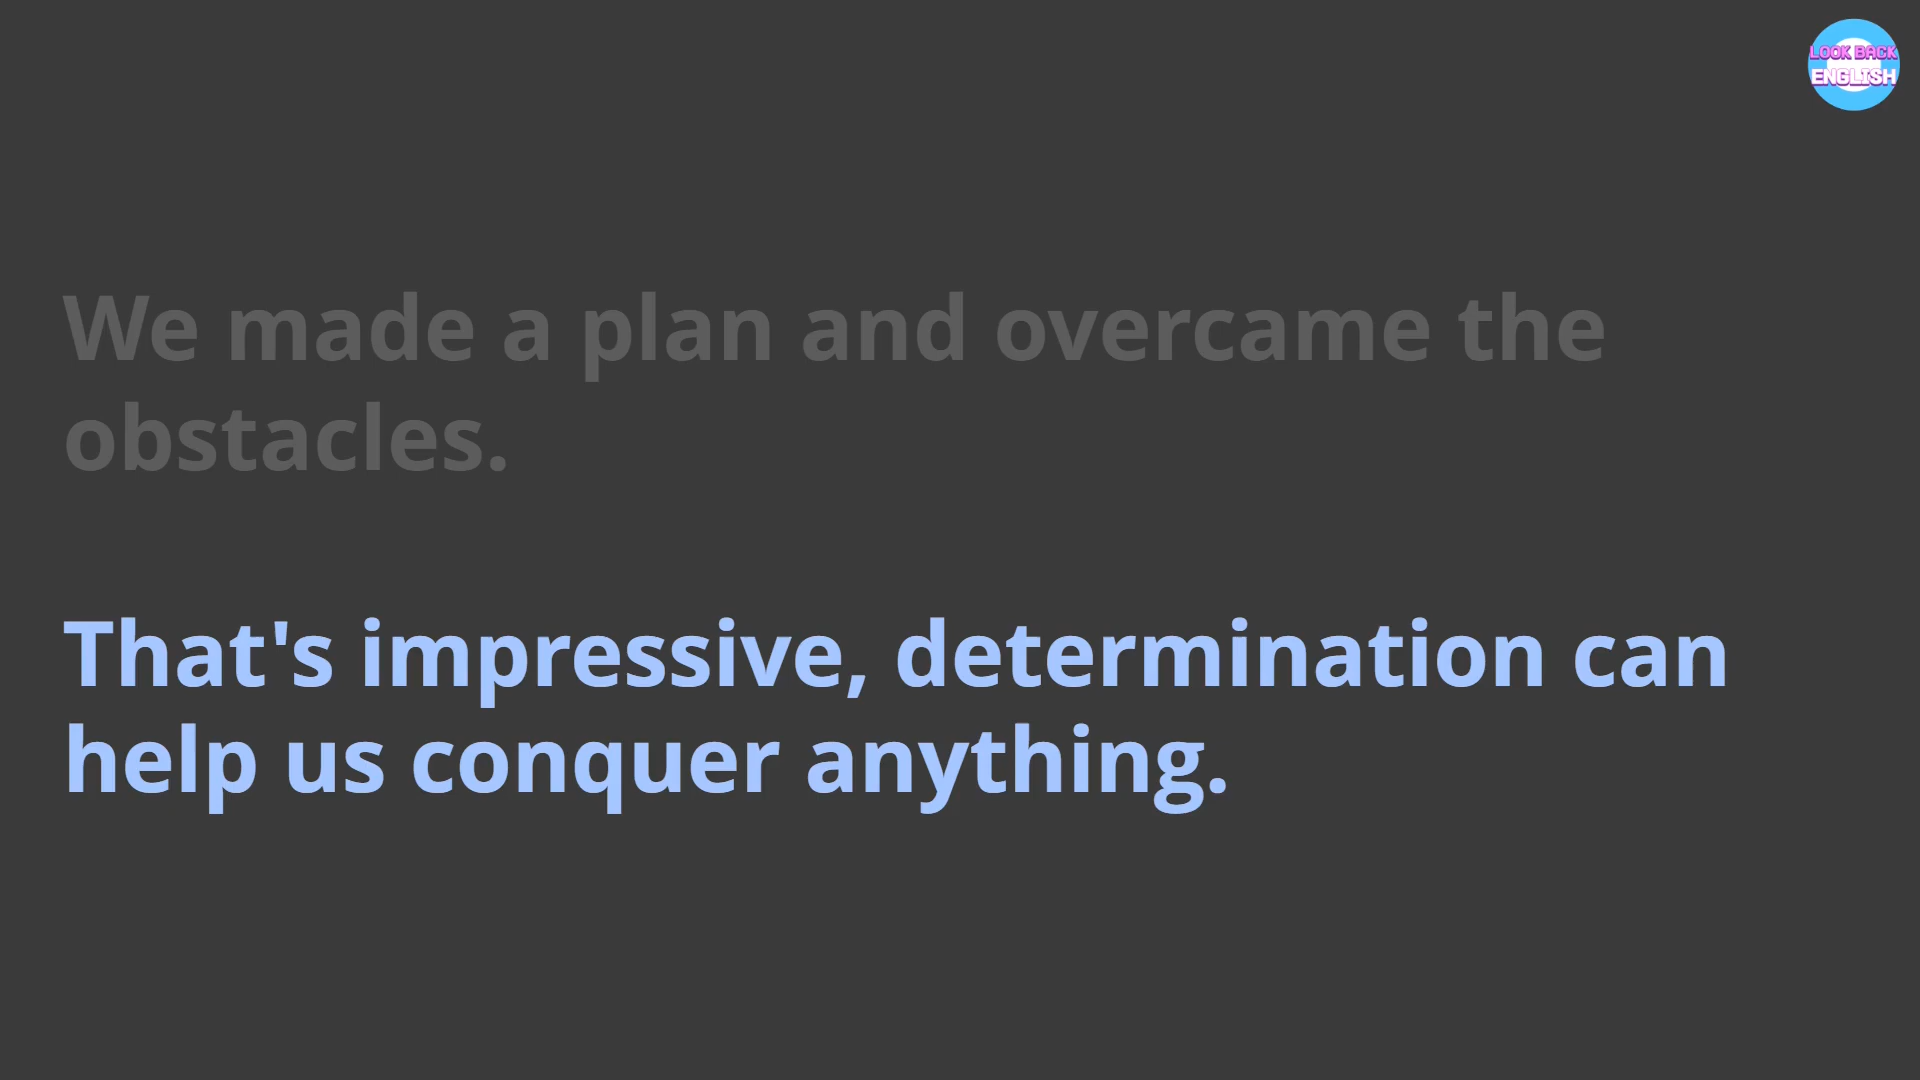 LOOK BACK
ENGLISH
We made a plan and overcame the
obstacles.
That's impressive, determination can
help us conquer anything.